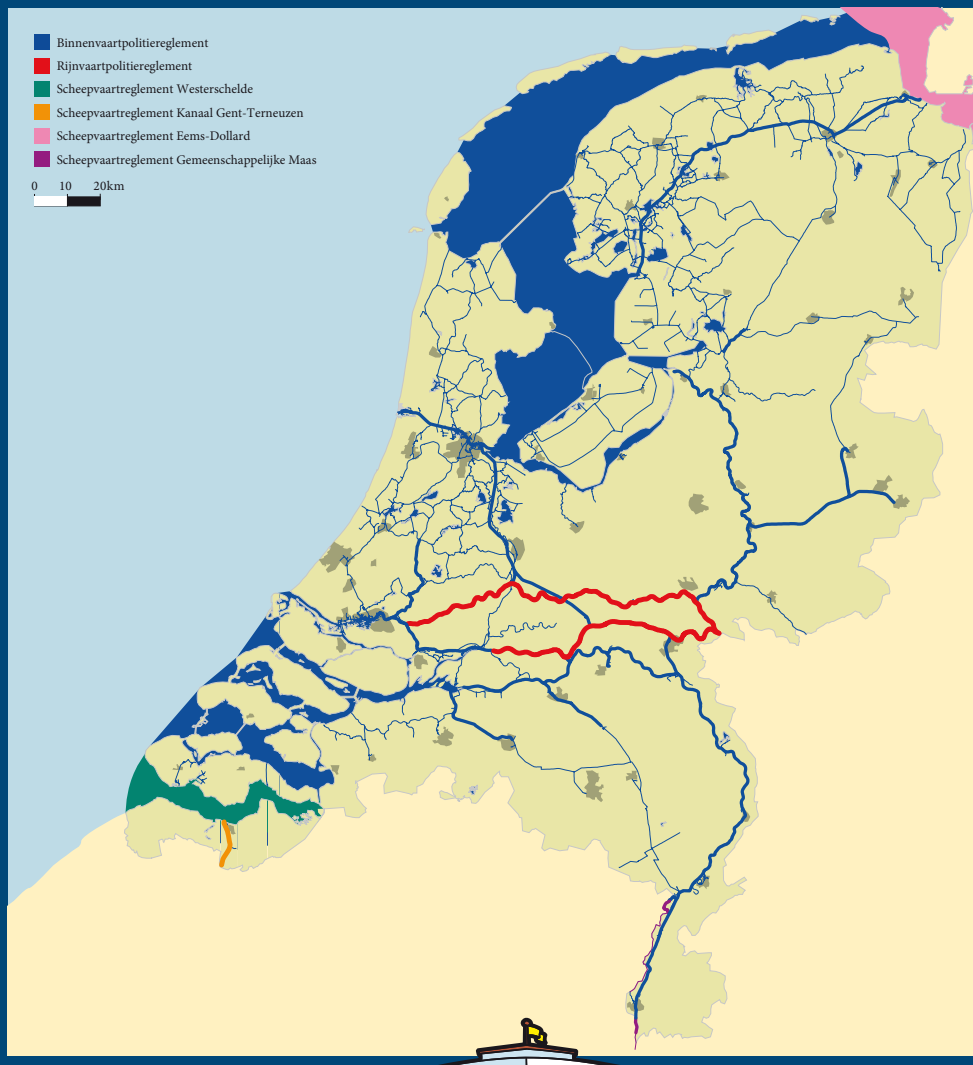 Binnenvaartpolitiereglement
Rijnvaartpolitiereglement
Scheepvaartreglement Westerschelde
Scheepvaartreglement Kanaal Gent-Terneuzen
Scheepvaartreglement Eems-Dollard
Scheepvaartreglement Gemeenschappelijke Maas
0 10 20km